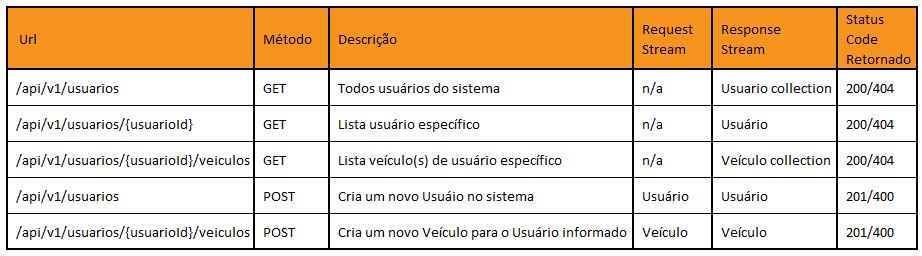 Url Método Descrição Request Stream Response Stream Status Code Retornado
/api/v1/usuarios GET Todos usuários do sistema n/a Usuario collection 200/404
/api/v1/usuarios/{usuarioId} GET Lista usuário específico n/a Usuário 200/404
/api/v1/usuarios/{usuarioId}/veiculos GET Lista veículo(s) de usuário específico n/a Veículo collection 200/404
/api/v1/usuarios POST Cria um novo Usuáio no sistema Usuário Usuário 201/400
/api/v1/usuarios/{usuarioId}/veiculos POST Cria um novo Veículo para o Usuário informado Veículo Veículo 201/400